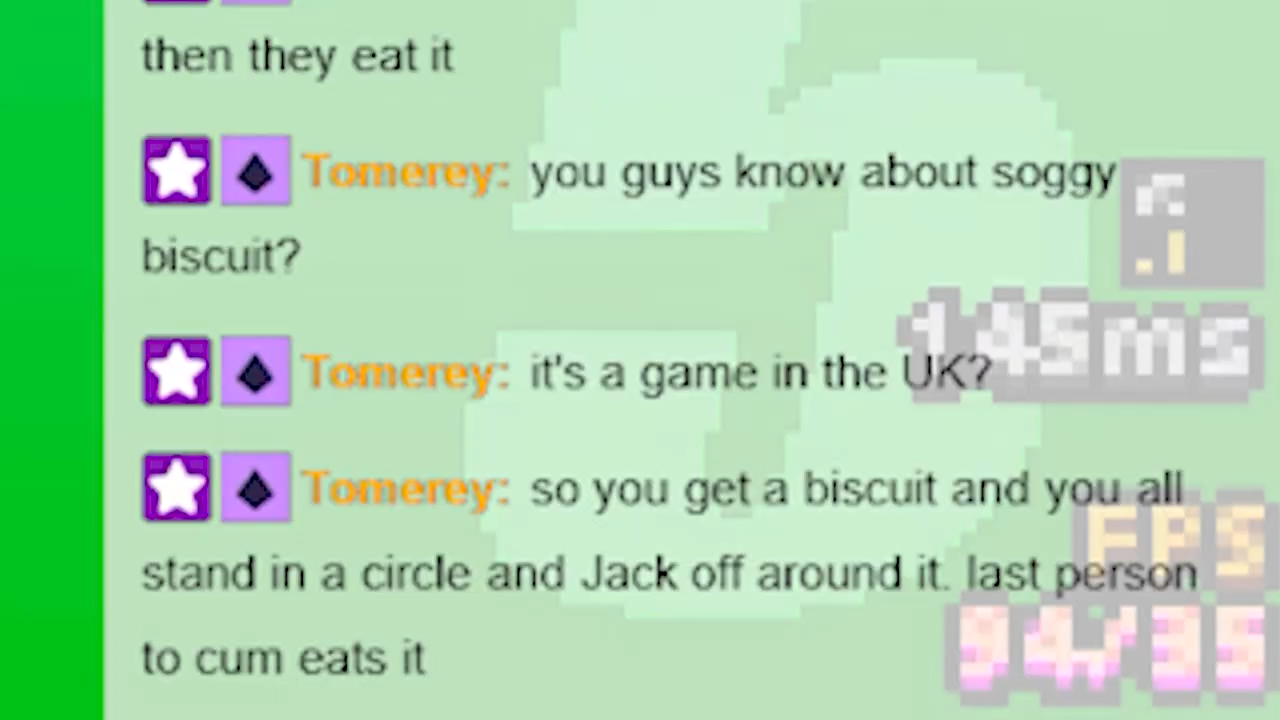 then they eat it
Tomerey: you guys know about soggy
biscuit?
Tomerey: it's a game in the UK?
145ms
Tomerey: so you get a biscuit and you all
FPS
stand in a circle and Jack off around it. last person
to cum eats it